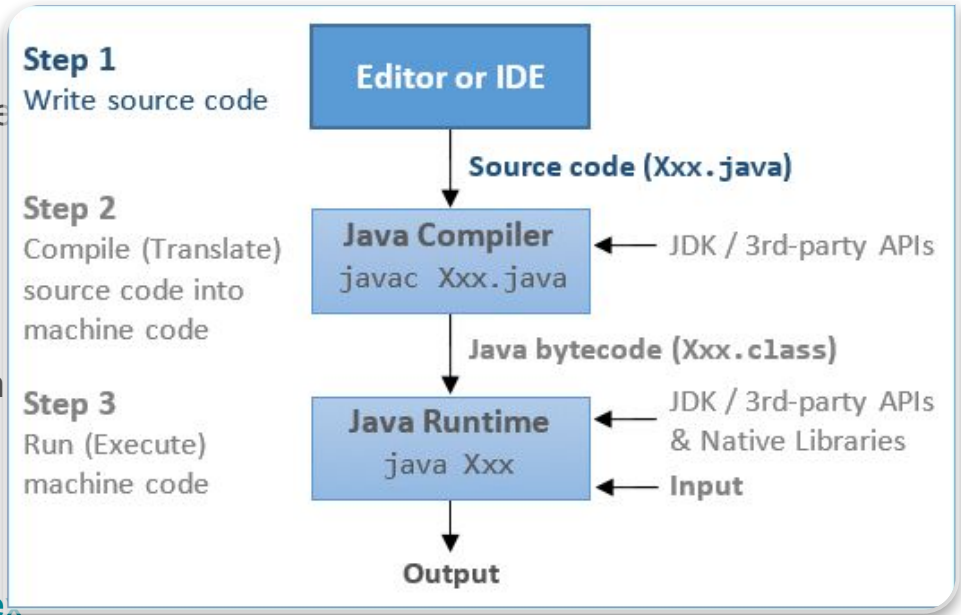 Step 1
Write source code
Editor or IDE
Source code (Xxx.java)
Step 2
Compile (Translate)
source code into
machine code
Java Compiler
javac Xxx.java
JDK / 3rd-party APIs
Java bytecode (Xxx.class)
Step 3
Run (Execute)
machine code
Java Runtime
java Xxx
JDK / 3rd-party APIs
& Native Libraries
Input
Output